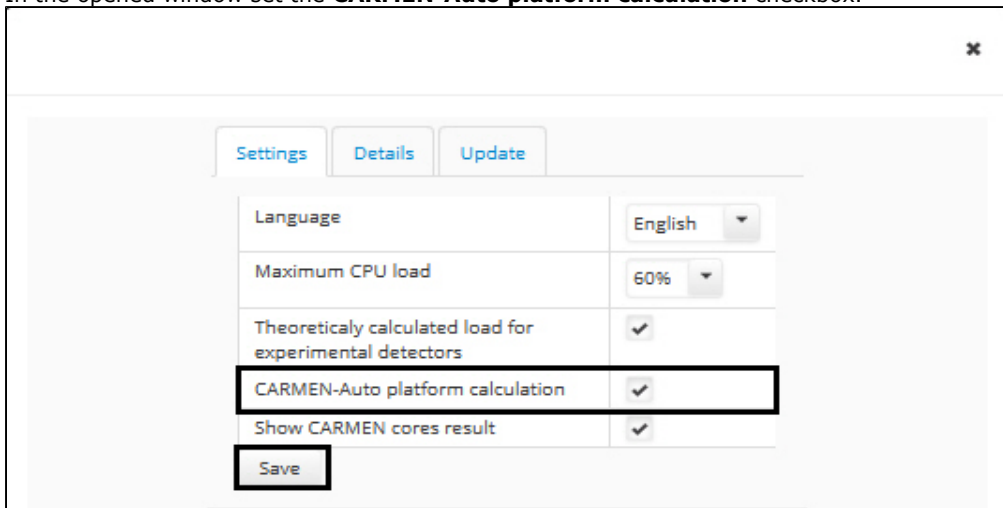 In the opened window set the CARMEN-Auto platform calculation checkbox.
Settings Details Update
Language English
Maximum CPU load 60%
Theoreticaly calculated load for
experimental detectors
CARMEN-Auto platform calculation
Show CARMEN cores result
Save